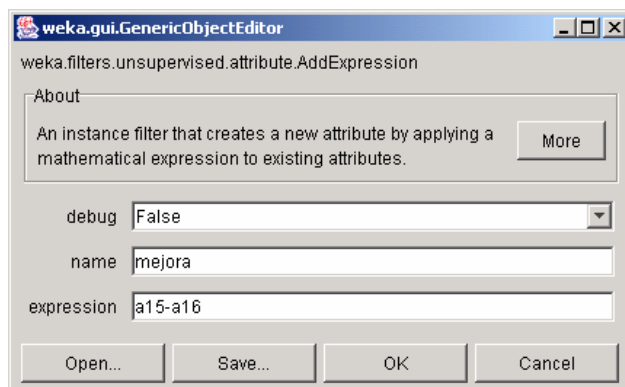 weka.gui.GenericObjectEditor
weka.filters.unsupervised.attribute.AddExpression
About
An instance filter that creates a new attribute by applying a
mathematical expression to existing attributes.
More
debug False
name mejora
expression a15-a16
Open... Save... OK Cancel